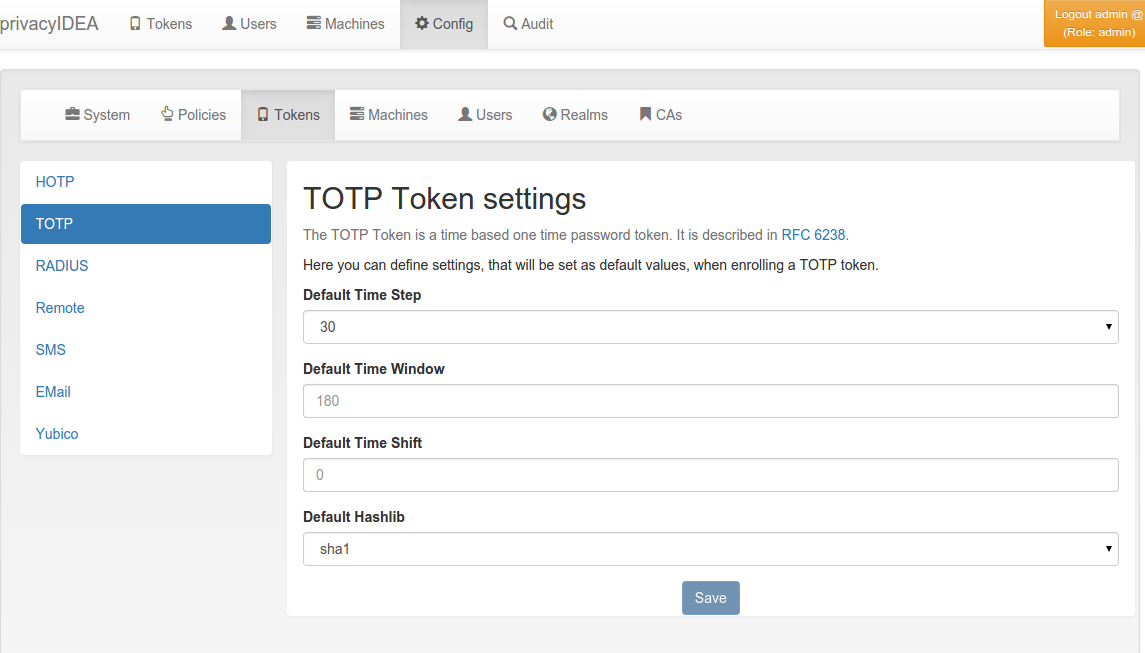 privacyIDEA Tokens Users Machines Config Audit
Logout admin @
(Role: admin)
System Policies Tokens Machines Users Realms CAs
HOTP
TOTP
RADIUS
Remote
SMS
EMail
Yubico
TOTP Token settings
The TOTP Token is a time based one time password token. It is described in RFC 6238.
Here you can define settings, that will be set as default values, when enrolling a TOTP token.
Default Time Step
30
Default Time Window
180
Default Time Shift
0
Default Hashlib
sha1
Save